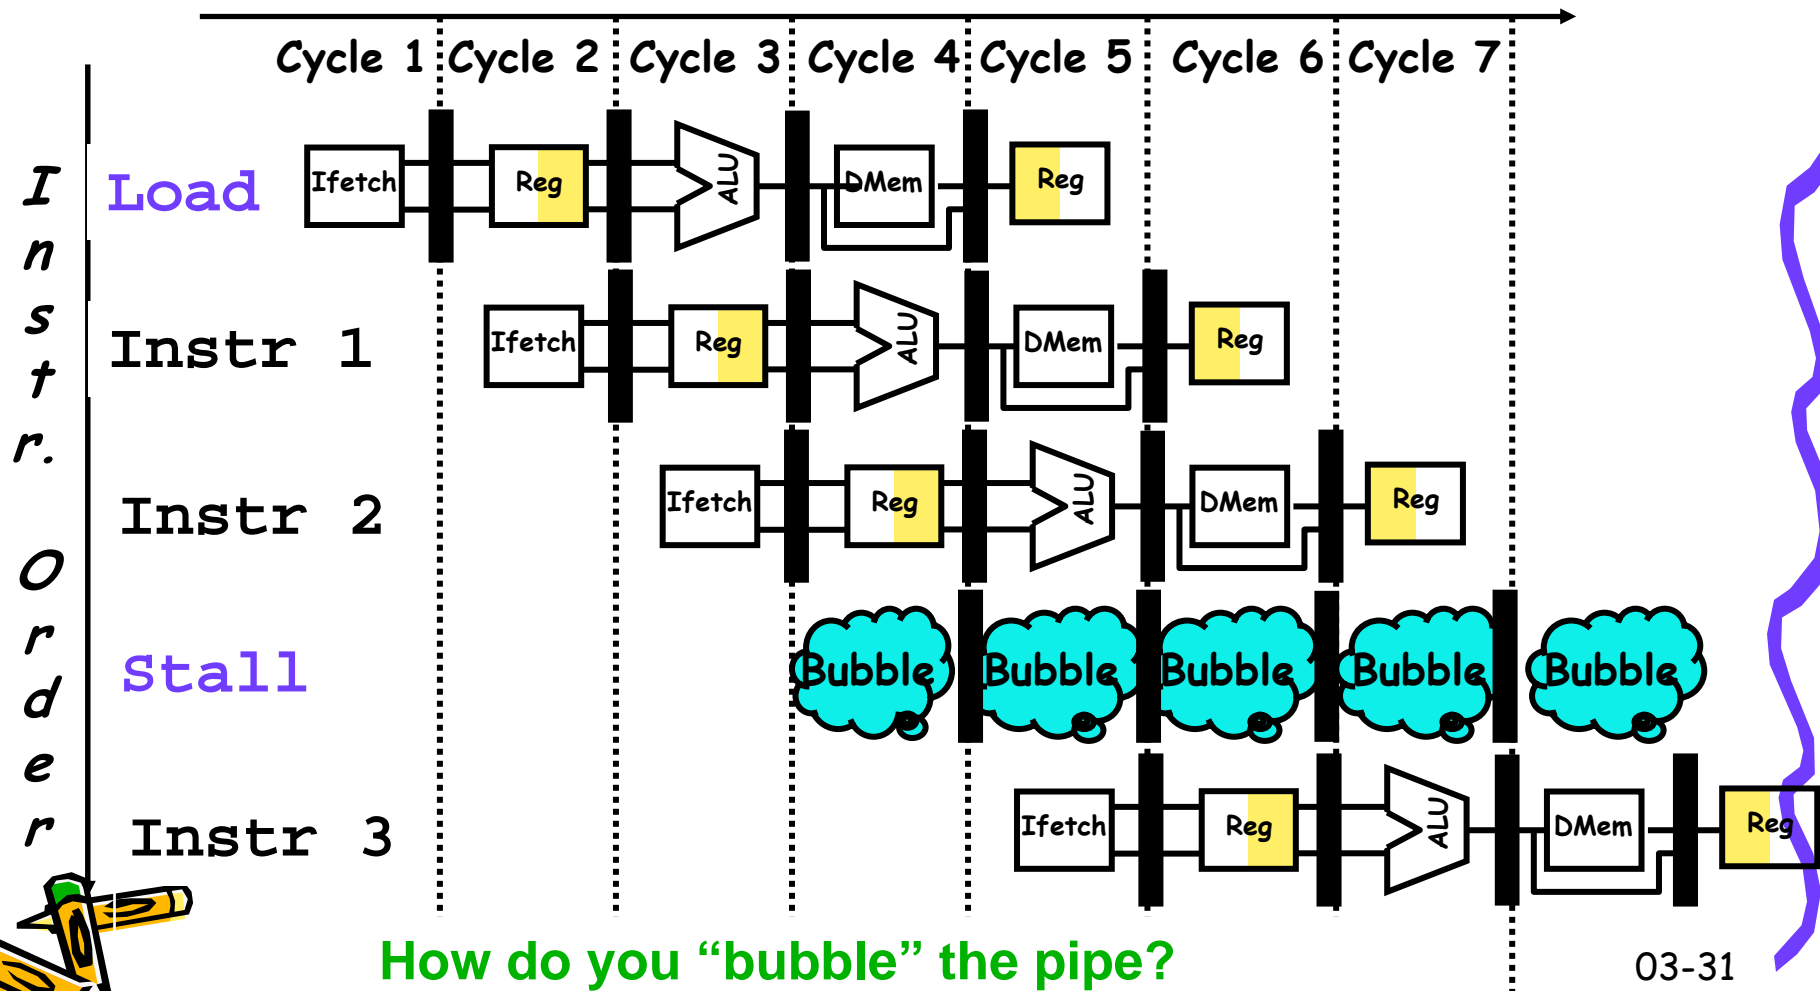 Cycle 1 Cycle 2 Cycle 3 Cycle 4 Cycle 5 Cycle 6 Cycle 7
Instr. Order
Load Ifetch Reg ALU DMem Reg
Instr 1 Ifetch Reg ALU DMem Reg
Instr 2 Ifetch Reg ALU DMem Reg
Stall Bubble Bubble Bubble Bubble Bubble
Instr 3 Ifetch Reg ALU DMem Reg
How do you “bubble” the pipe?
03-31